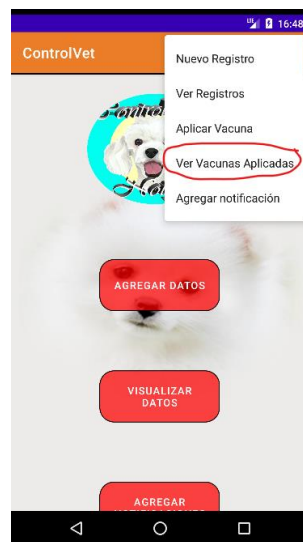 16:48
ControlVet
Nuevo Registro
Ver Registros
Aplicar Vacuna
Ver Vacunas Aplicadas
Agregar notificación
AGREGAR DATOS
VISUALIZAR
DATOS
AGREGAR